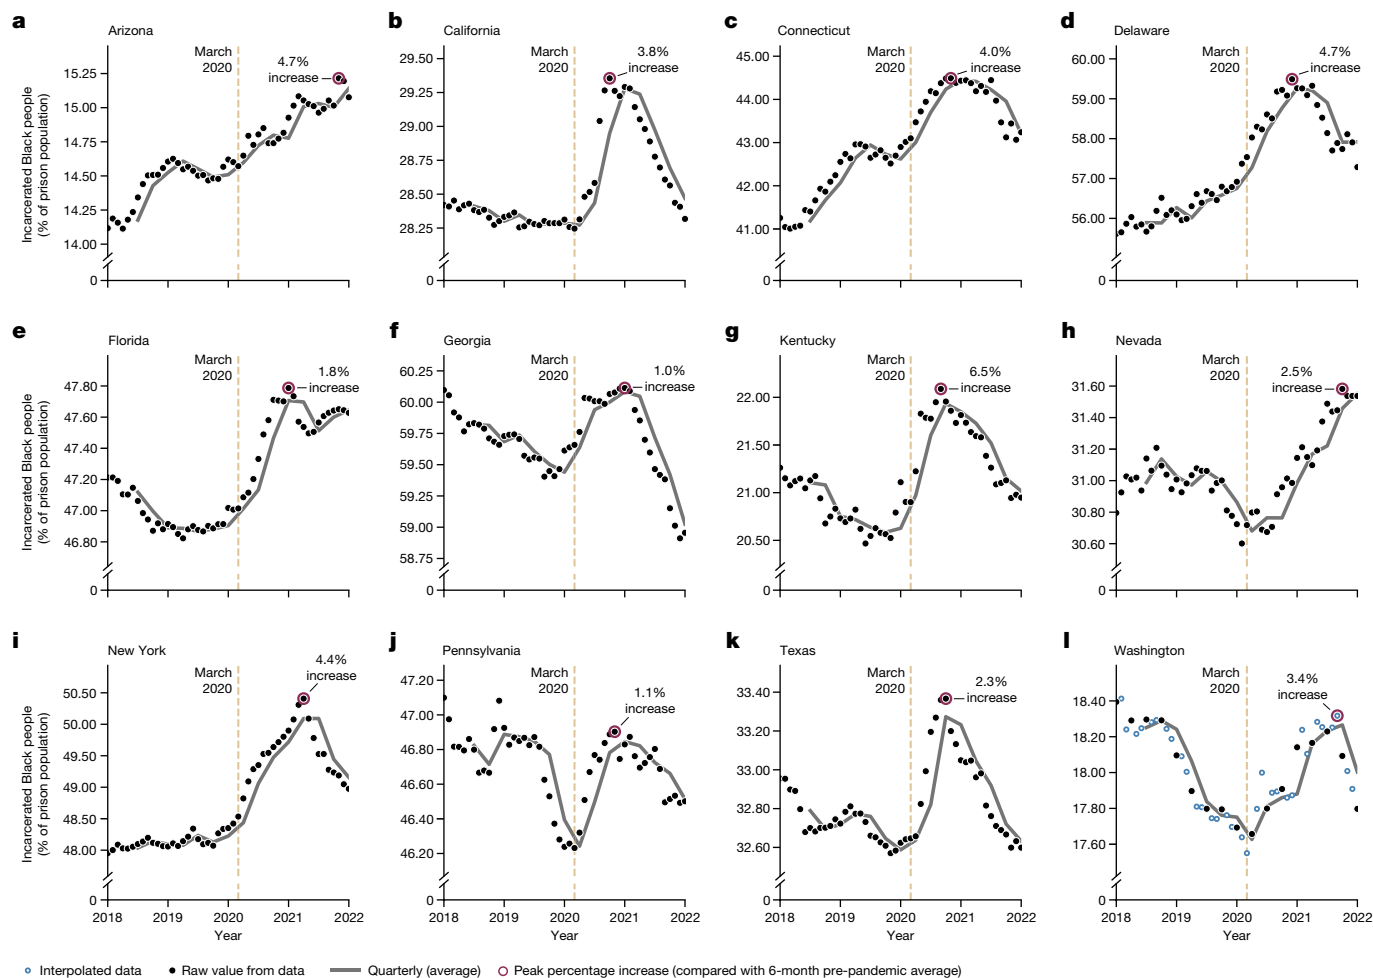 a
Arizona
Incarcerated Black people
(% of prison population)
15.25
15.00
14.75
14.50
14.25
14.00
0
March
2020
4.7%
increase
b
California
29.50
29.25
29.00
28.75
28.50
28.25
0
March
2020
3.8%
increase
c
Connecticut
45.00
44.00
43.00
42.00
41.00
0
March
2020
4.0%
increase
d
Delaware
60.00
59.00
58.00
57.00
56.00
0
March
2020
4.7%
increase
e
Florida
Incarcerated Black people
(% of prison population)
47.80
47.60
47.40
47.20
47.00
46.80
0
March
2020
1.8%
increase
f
Georgia
60.25
60.00
59.75
59.50
59.25
59.00
58.75
0
March
2020
1.0%
increase
g
Kentucky
22.00
21.50
21.00
20.50
0
March
2020
6.5%
increase
h
Nevada
31.60
31.40
31.20
31.00
30.80
30.60
0
March
2020
2.5%
increase
i
New York
Incarcerated Black people
(% of prison population)
50.50
50.00
49.50
49.00
48.50
48.00
0
March
2020
4.4%
increase
2018
2019
2020
2021
2022
Year
j
Pennsylvania
47.20
47.00
46.80
46.60
46.40
46.20
0
March
2020
1.1%
increase
2018
2019
2020
2021
2022
Year
k
Texas
33.40
33.20
33.00
32.80
32.60
0
March
2020
2.3%
increase
2018
2019
2020
2021
2022
Year
l
Washington
18.40
18.20
18.00
17.80
17.60
0
March
2020
3.4%
increase
2018
2019
2020
2021
2022
Year
Interpolated data
Raw value from data
Quarterly (average)
Peak percentage increase (compared with 6-month pre-pandemic average)